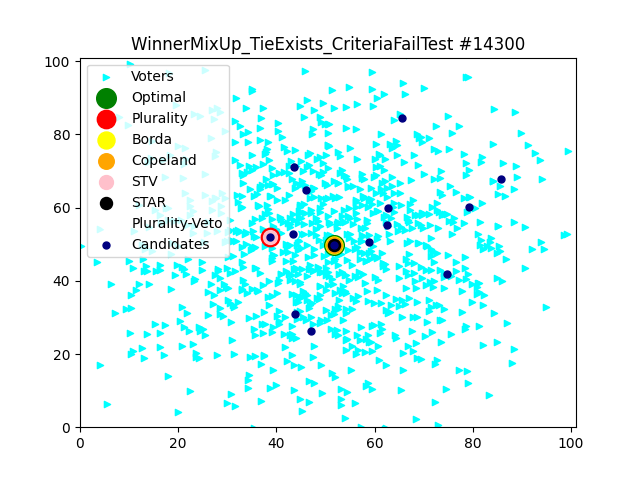 WinnerMixUp_TieExists_CriteriaFailTest #14300
100
80
60
40
20
0
0
20
40
60
80
100
Voters
Optimal
Plurality
Borda
Copeland
STV
STAR
Plurality-Veto
Candidates